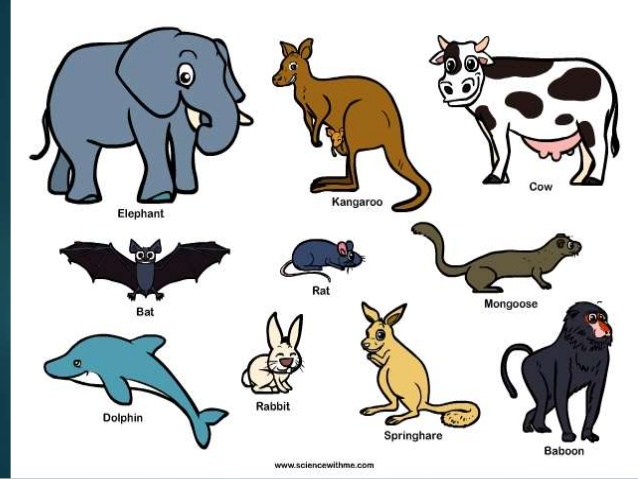 Elephant
Kangaroo
Cow
Bat
Rat
Mongoose
Dolphin
Rabbit
Springhare
Baboon
www.sciencewithme.com